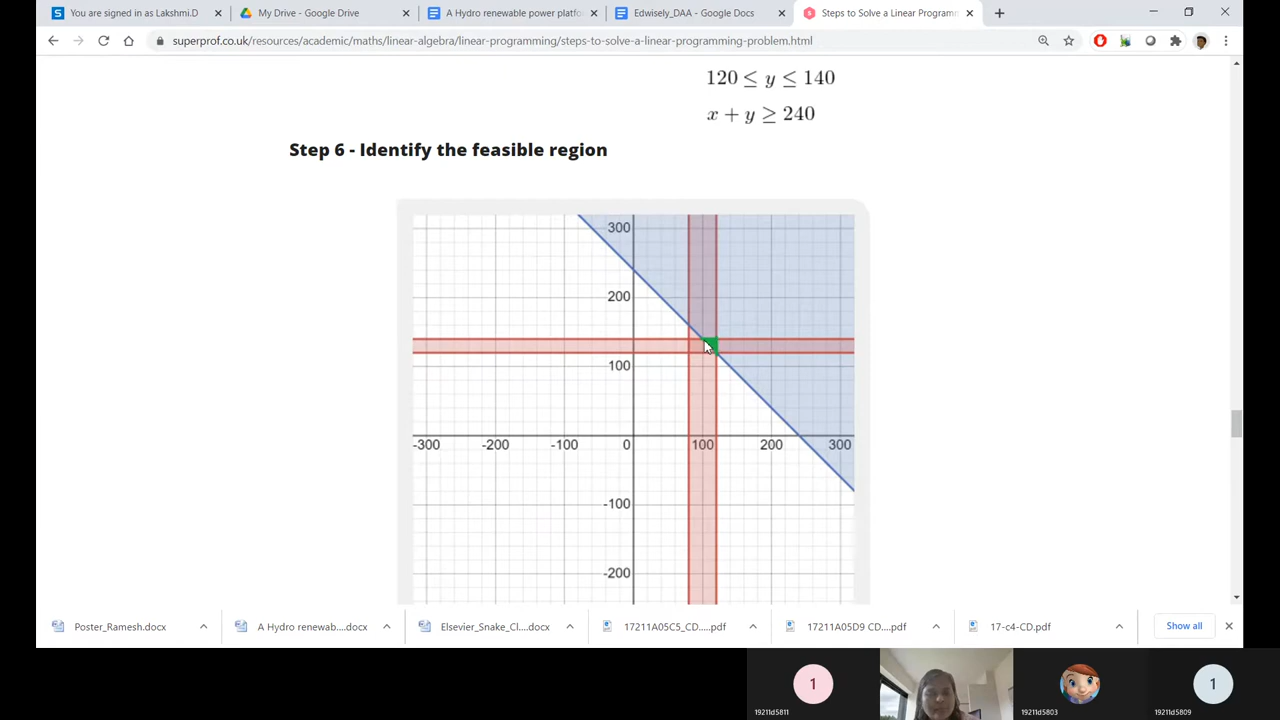 You are signed in as Lakshmi.D
My Drive - Google Drive
A Hydro renewable power platfo
Edwisely_DAA - Google Docs
Steps to Solve a Linear Programm
superprof.co.uk/resources/academic/maths/linear-algebra/linear-programming/steps-to-solve-a-linear-programming-problem.html
120 ≤ y ≤ 140
x + y ≥ 240
Step 6 - Identify the feasible region
300
200
100
-300 -200 -100 0 100 200 300
-100
-200
Poster_Ramesh.docx
A Hydro renewab....docx
Elsevier_Snake_Cl....docx
17211A05C5_CD.....pdf
17211A05D9 CD....pdf
17-c4-CD.pdf
Show all
1
1
19211d5811
19211d5803
19211d5809